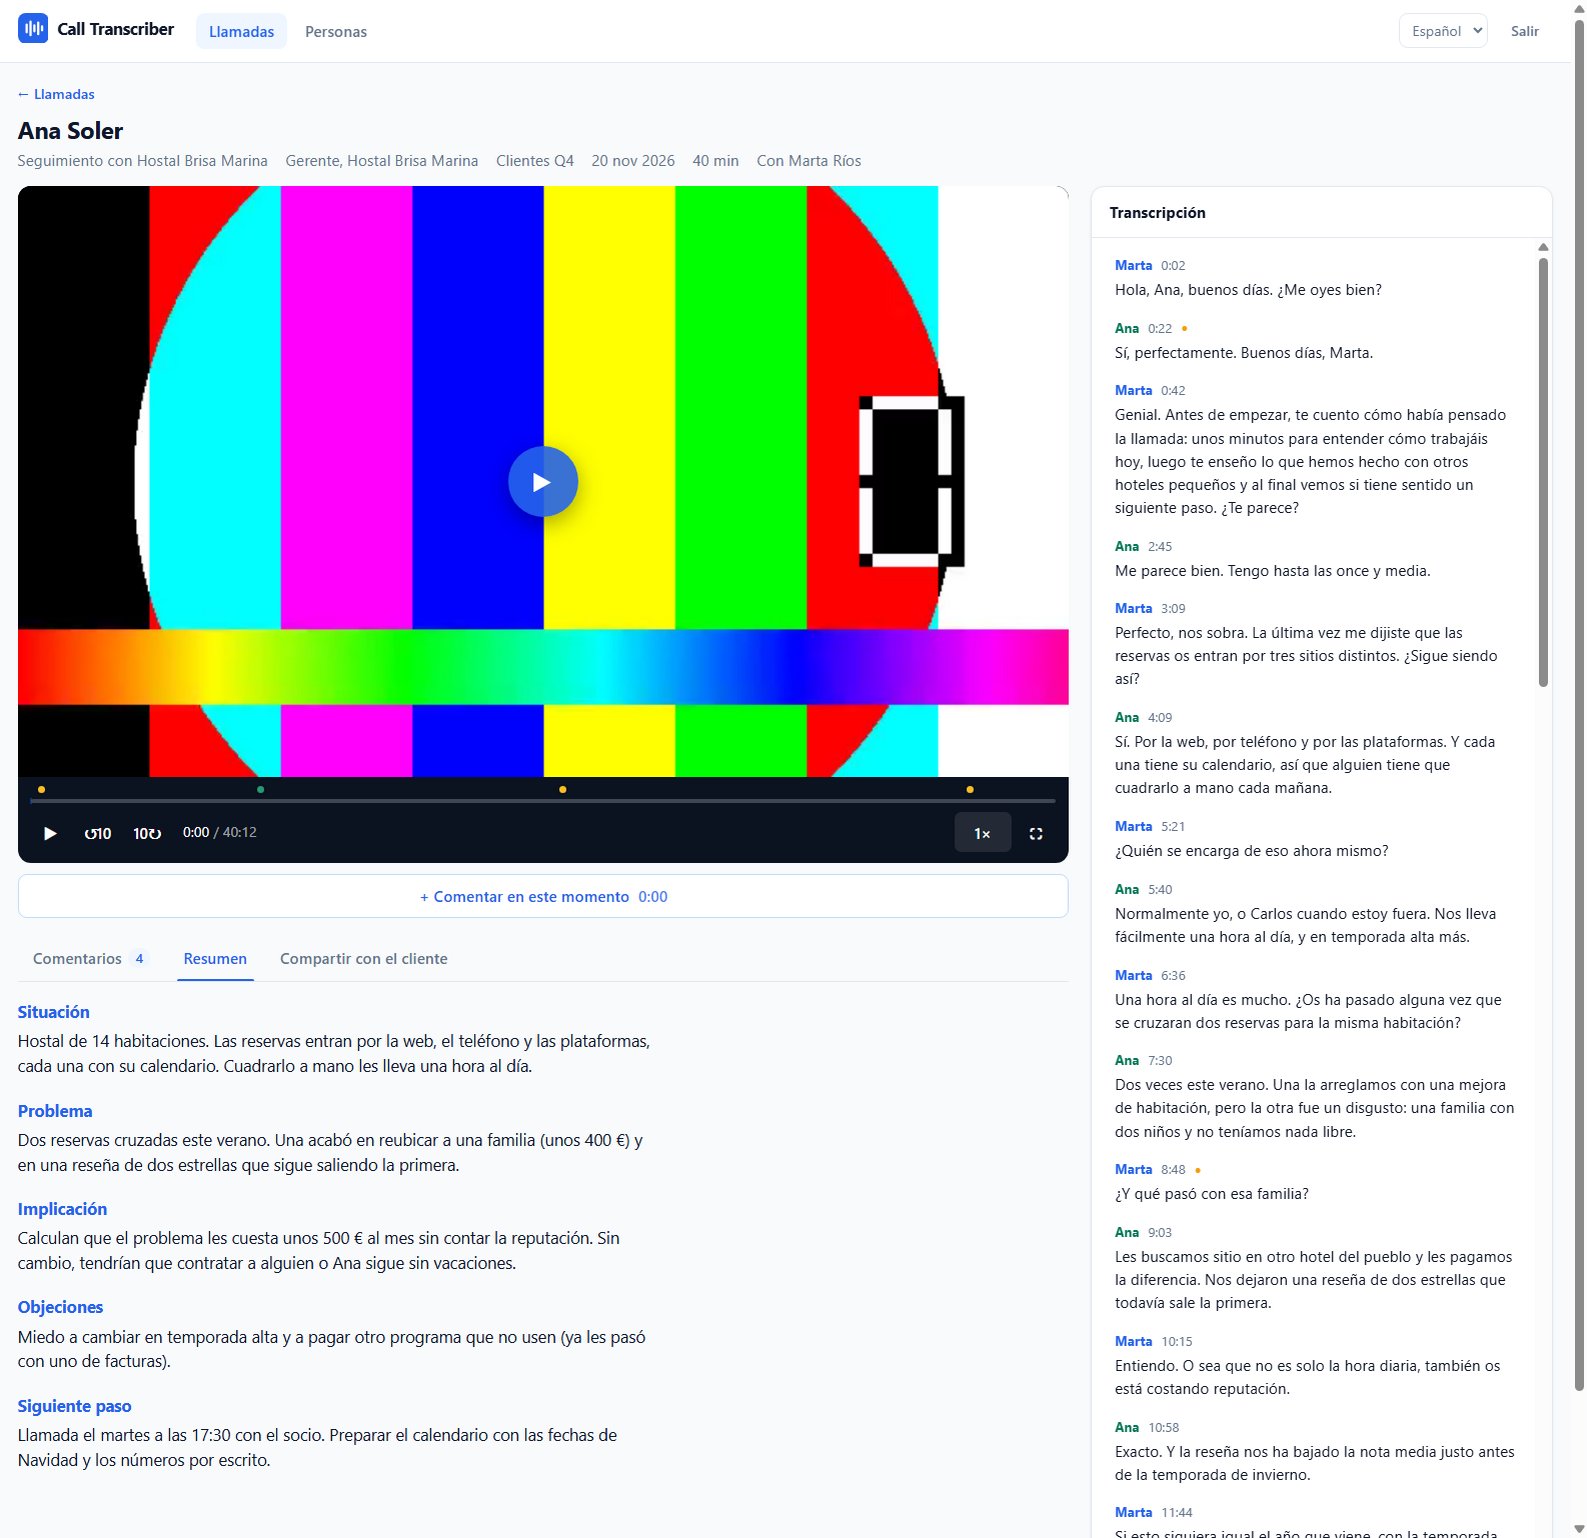 Call Transcriber
Llamadas
Personas
Español
Salir
← Llamadas
Ana Soler
Seguimiento con Hostal Brisa Marina Gerente, Hostal Brisa Marina Clientes Q4 20 nov 2026 40 min Con Marta Ríos
0:00 / 40:12
↺10
10↻
1×
+ Comentar en este momento 0:00
Comentarios 4
Resumen
Compartir con el cliente
Situación
Hostal de 14 habitaciones. Las reservas entran por la web, el teléfono y las plataformas,
cada una con su calendario. Cuadrarlo a mano les lleva una hora al día.
Problema
Dos reservas cruzadas este verano. Una acabó en reubicar a una familia (unos 400 €) y
en una reseña de dos estrellas que sigue saliendo la primera.
Implicación
Calculan que el problema les cuesta unos 500 € al mes sin contar la reputación. Sin
cambio, tendrían que contratar a alguien o Ana sigue sin vacaciones.
Objeciones
Miedo a cambiar en temporada alta y a pagar otro programa que no usen (ya les pasó
con uno de facturas).
Siguiente paso
Llamada el martes a las 17:30 con el socio. Preparar el calendario con las fechas de
Navidad y los números por escrito.
Transcripción
Marta 0:02
Hola, Ana, buenos días. ¿Me oyes bien?
Ana 0:22
Sí, perfectamente. Buenos días, Marta.
Marta 0:42
Genial. Antes de empezar, te cuento cómo había pensado
la llamada: unos minutos para entender cómo trabajáis
hoy, luego te enseño lo que hemos hecho con otros
hoteles pequeños y al final vemos si tiene sentido un
siguiente paso. ¿Te parece?
Ana 2:45
Me parece bien. Tengo hasta las once y media.
Marta 3:09
Perfecto, nos sobra. La última vez me dijiste que las
reservas os entran por tres sitios distintos. ¿Sigue siendo
así?
Ana 4:09
Sí. Por la web, por teléfono y por las plataformas. Y cada
una tiene su calendario, así que alguien tiene que
cuadrarlo a mano cada mañana.
Marta 5:21
¿Quién se encarga de eso ahora mismo?
Ana 5:40
Normalmente yo, o Carlos cuando estoy fuera. Nos lleva
fácilmente una hora al día, y en temporada alta más.
Marta 6:36
Una hora al día es mucho. ¿Os ha pasado alguna vez que
se cruzaran dos reservas para la misma habitación?
Ana 7:30
Dos veces este verano. Una la arreglamos con una mejora
de habitación, pero la otra fue un disgusto: una familia con
dos niños y no teníamos nada libre.
Marta 8:48
¿Y qué pasó con esa familia?
Ana 9:03
Les buscamos sitio en otro hotel del pueblo y les pagamos
la diferencia. Nos dejaron una reseña de dos estrellas que
todavía sale la primera.
Marta 10:15
Entiendo. O sea que no es solo la hora diaria, también os
está costando reputación.
Ana 10:58
Exacto. Y la reseña nos ha bajado la nota media justo antes
de la temporada de invierno.
Marta 11:44
Si esto siguiera igual el año que viene, con la temporada